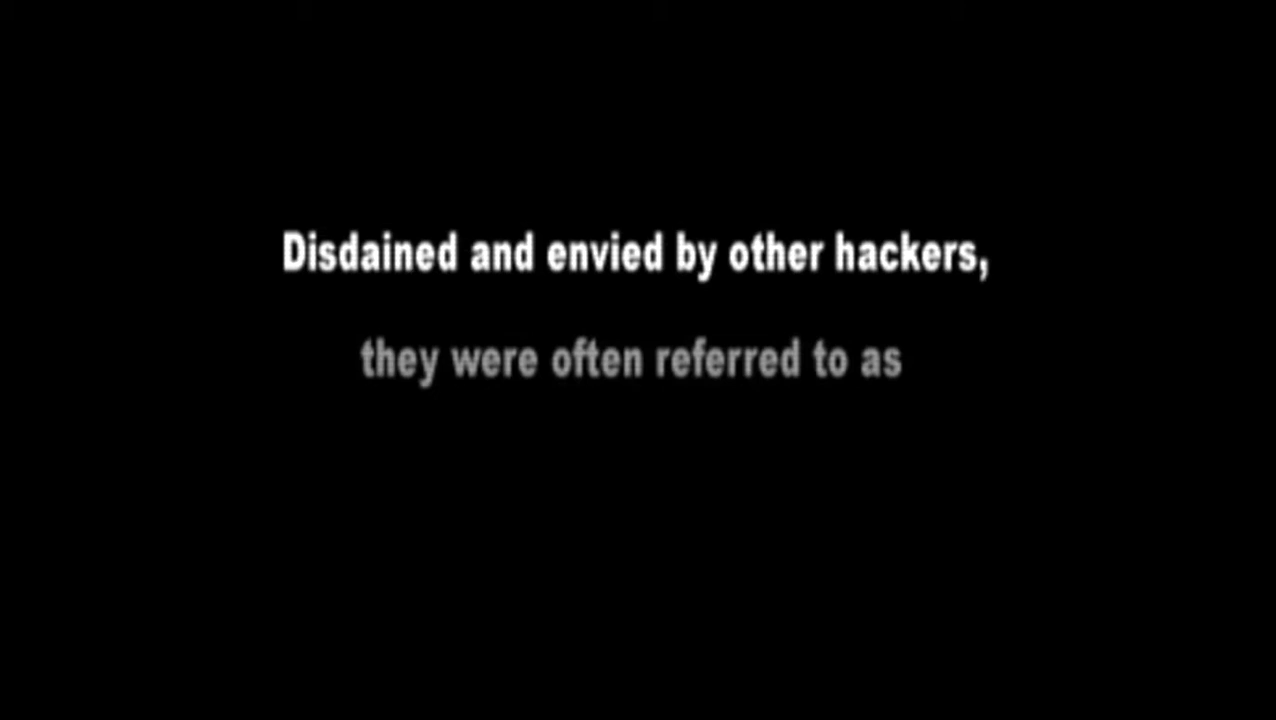 Disdained and envied by other hackers,
they were often referred to as